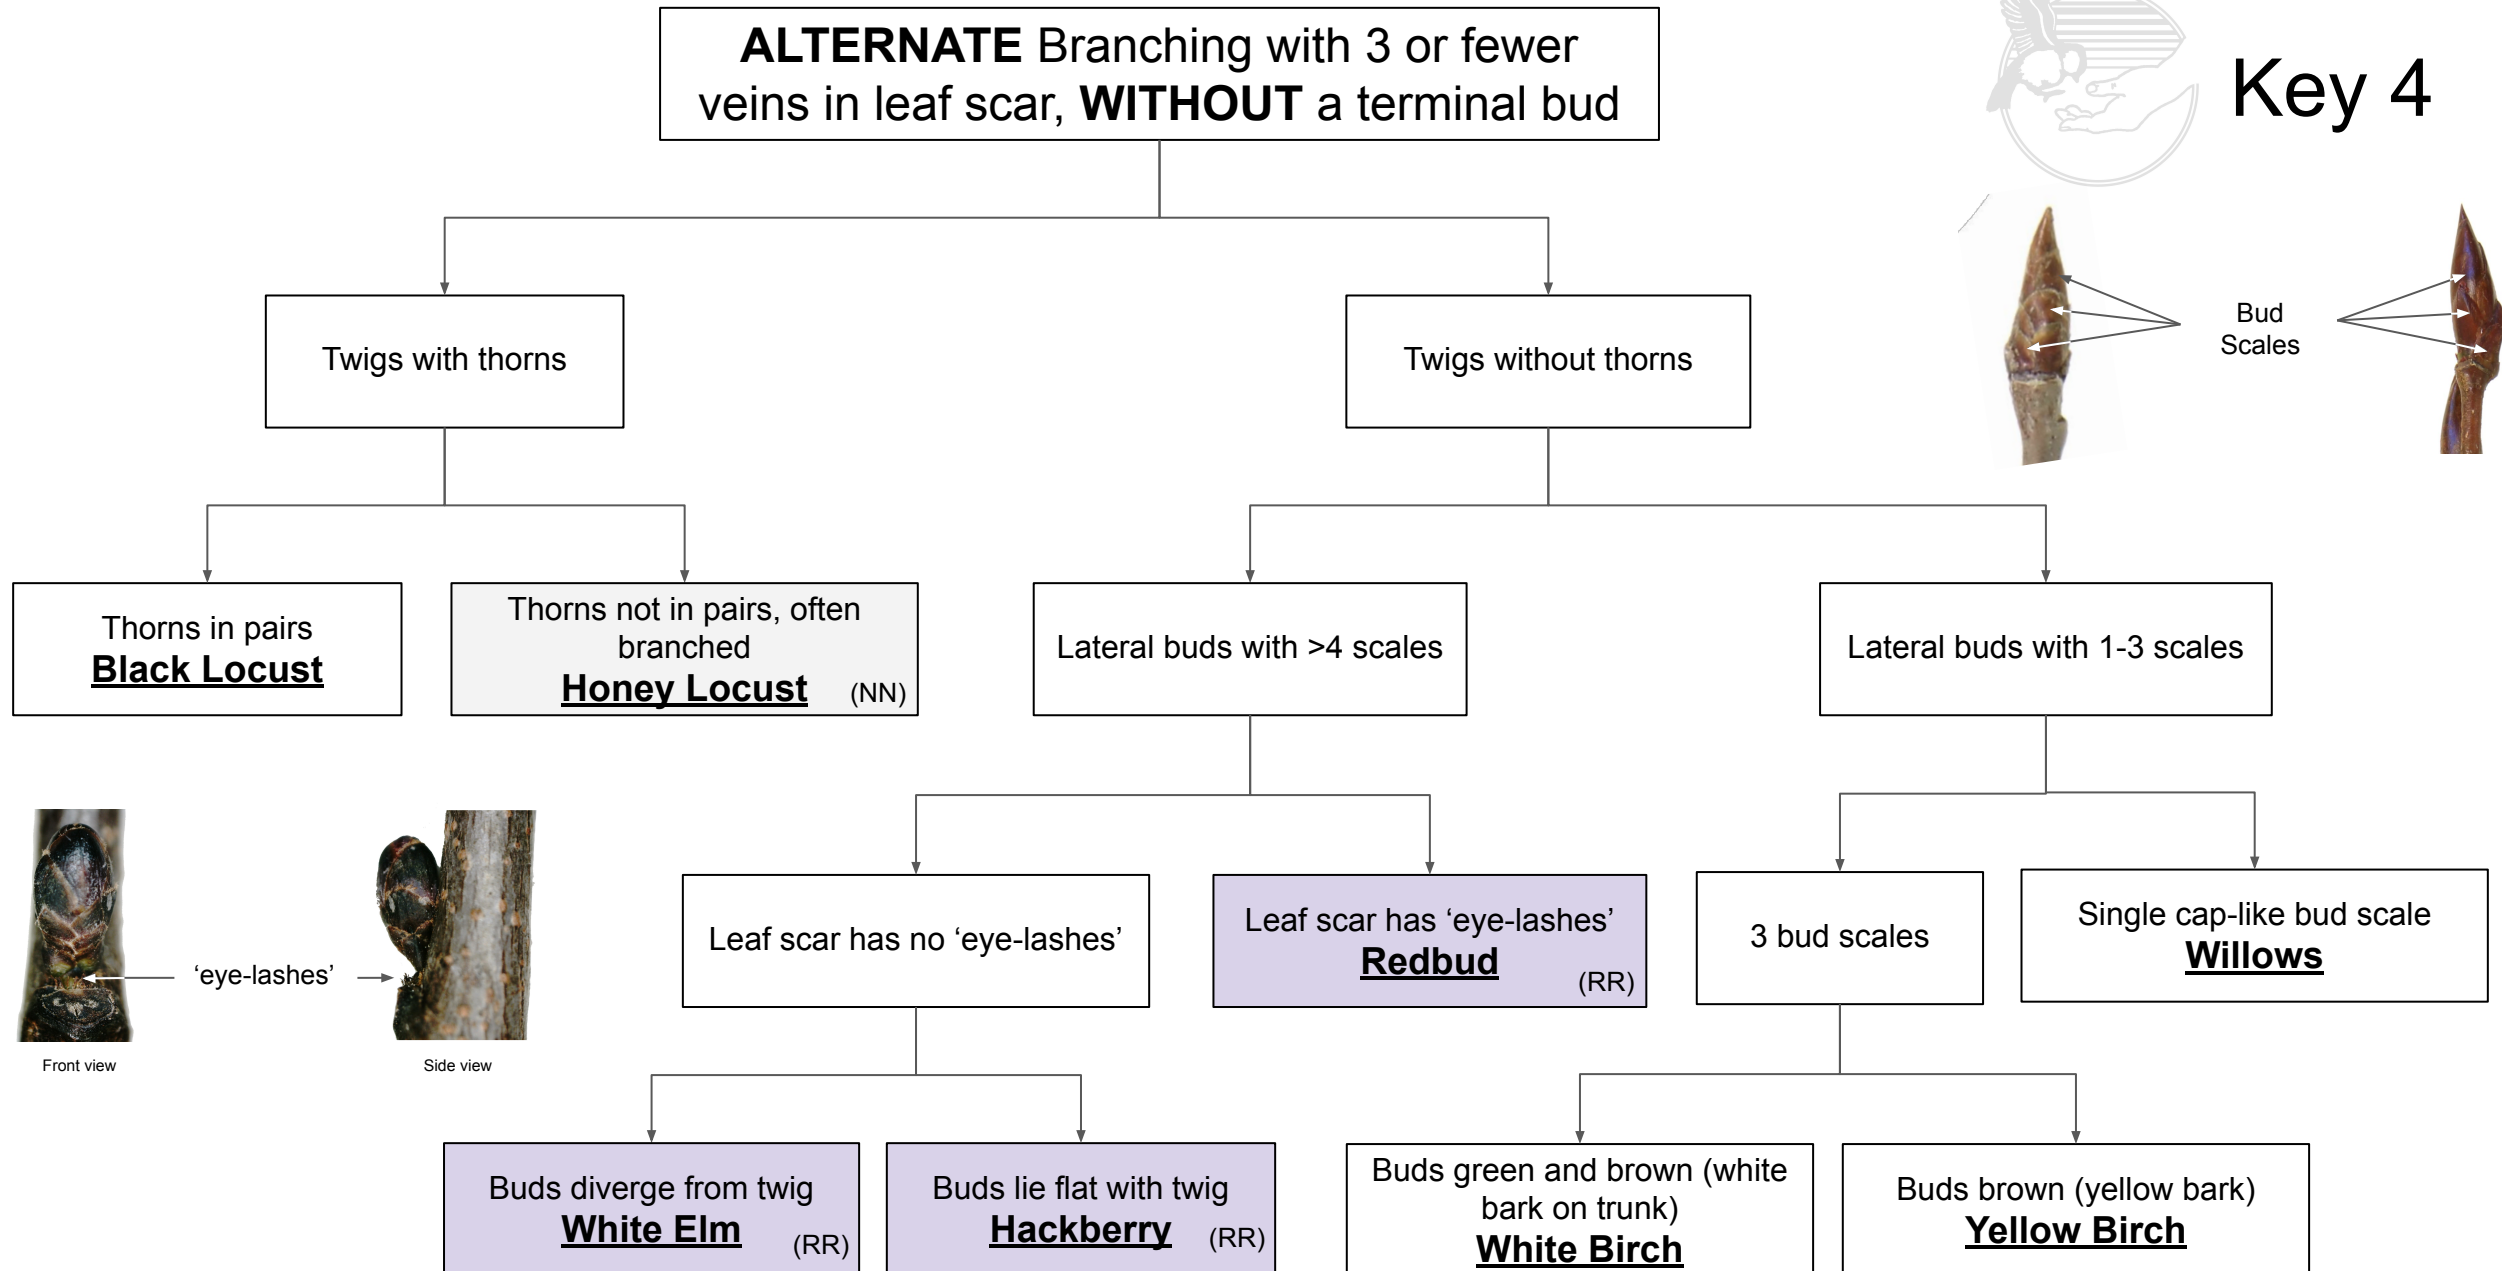 ALTERNATE Branching with 3 or fewer
veins in leaf scar, WITHOUT a terminal bud
Key 4
Bud
Scales
Twigs with thorns
Twigs without thorns
Thorns in pairs
Black Locust
Thorns not in pairs, often
branched
Honey Locust (NN)
Lateral buds with >4 scales
Lateral buds with 1-3 scales
‘eye-lashes’
Front view
Side view
Leaf scar has no ‘eye-lashes’
Leaf scar has ‘eye-lashes’
Redbud
(RR)
3 bud scales
Single cap-like bud scale
Willows
Buds diverge from twig
White Elm (RR)
Buds lie flat with twig
Hackberry (RR)
Buds green and brown (white
bark on trunk)
White Birch
Buds brown (yellow bark)
Yellow Birch